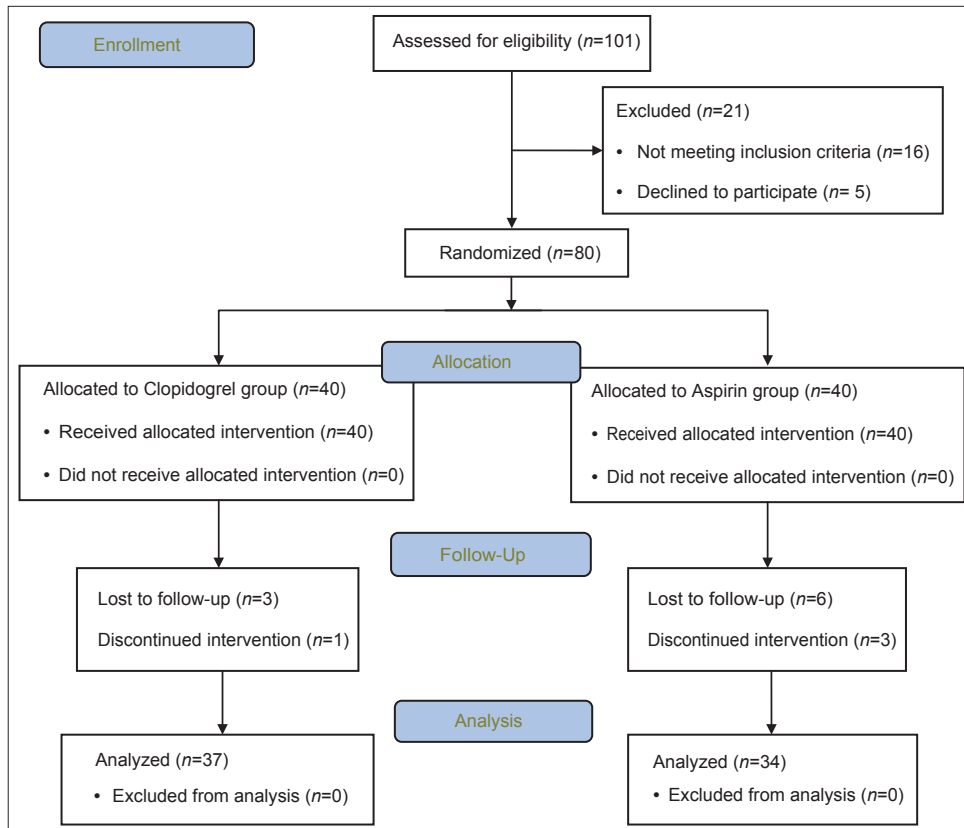 Enrollment
Assessed for eligibility (n=101)
Excluded (n=21)
• Not meeting inclusion criteria (n=16)
• Declined to participate (n= 5)
Randomized (n=80)
Allocation
Allocated to Clopidogrel group (n=40)
• Received allocated intervention (n=40)
• Did not receive allocated intervention (n=0)
Allocated to Aspirin group (n=40)
• Received allocated intervention (n=40)
• Did not receive allocated intervention (n=0)
Follow-Up
Lost to follow-up (n=3)
Discontinued intervention (n=1)
Lost to follow-up (n=6)
Discontinued intervention (n=3)
Analysis
Analyzed (n=37)
• Excluded from analysis (n=0)
Analyzed (n=34)
• Excluded from analysis (n=0)